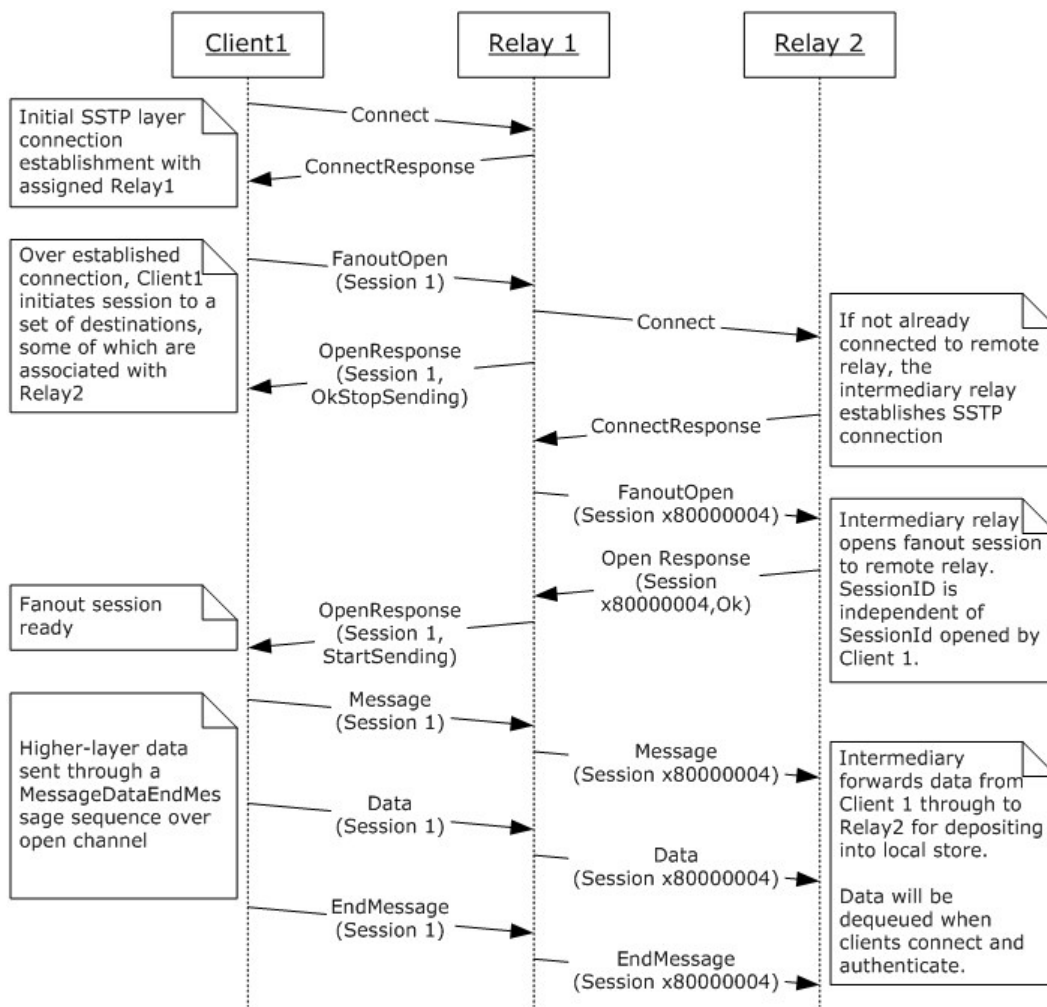 Client1
Relay 1
Relay 2
Initial SSTP layer
connection
establishment with
assigned Relay1
Connect
ConnectResponse
Over established
connection, Client1
initiates session to a
set of destinations,
some of which are
associated with
Relay2
FanoutOpen
(Session 1)
Connect
OpenResponse
(Session 1,
OkStopSending)
If not already
connected to remote
relay, the
intermediary relay
establishes SSTP
connection
ConnectResponse
FanoutOpen
(Session x80000004)
Intermediary relay
opens fanout session
to remote relay.
SessionID is
independent of
SessionId opened by
Client 1.
Open Response
(Session
x80000004,Ok)
Fanout session
ready
OpenResponse
(Session 1,
StartSending)
Message
(Session 1)
Higher-layer data
sent through a
MessageDataEndMes
sage sequence over
open channel
Message
(Session x80000004)
Intermediary
forwards data from
Client 1 through to
Relay2 for depositing
into local store.
Data will be
dequeued when
clients connect and
authenticate.
Data
(Session 1)
Data
(Session x80000004)
EndMessage
(Session 1)
EndMessage
(Session x80000004)